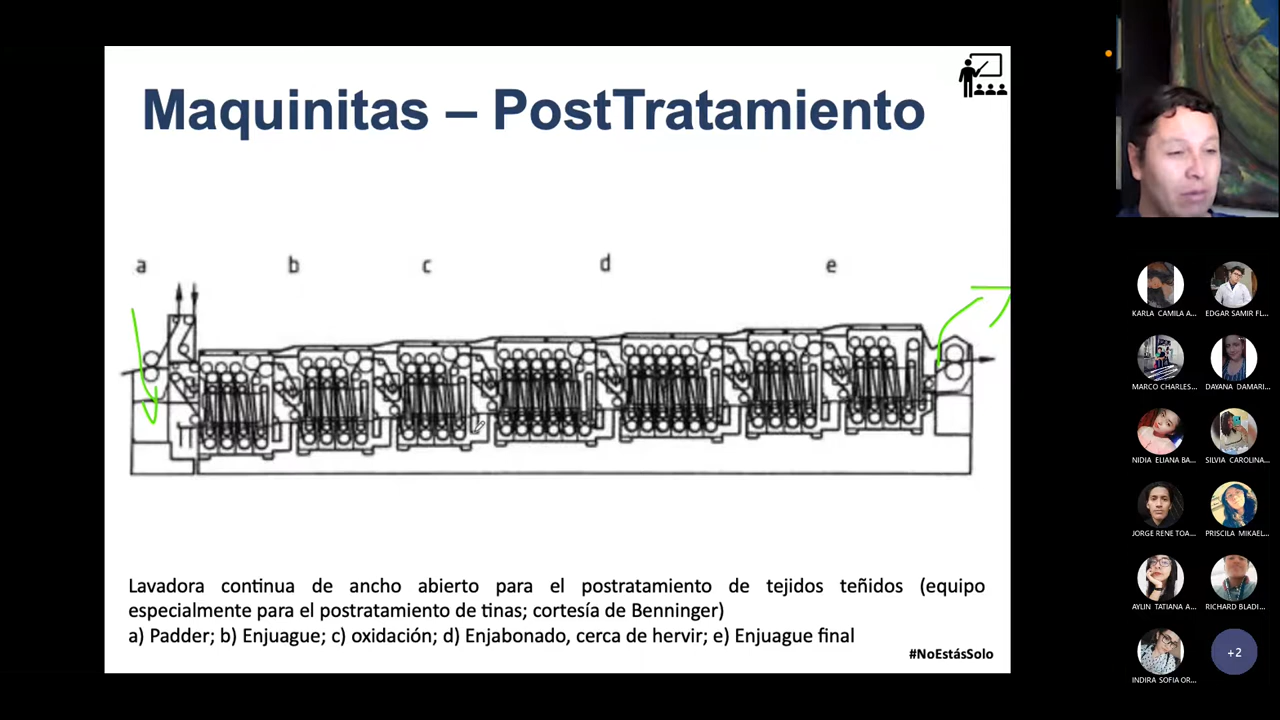 Maquinitas – PostTratamiento
a b c d e
Lavadora continua de ancho abierto para el postratamiento de tejidos teñidos (equipo
especialmente para el postratamiento de tinas; cortesía de Benninger)
a) Padder; b) Enjuague; c) oxidación; d) Enjabonado, cerca de hervir; e) Enjuague final
#NoEstásSolo
KARLA CAMILA A... EDGAR SAMIR FL...
MARCO CHARLES... DAYANA DAMARI...
NIDIA ELIANA BA... SILVIA CAROLINA...
JORGE RENE TOA... PRISCILA MIKAEL...
AYLIN TATIANA A... RICHARD BLADI...
INDIRA SOFIA OR... +2